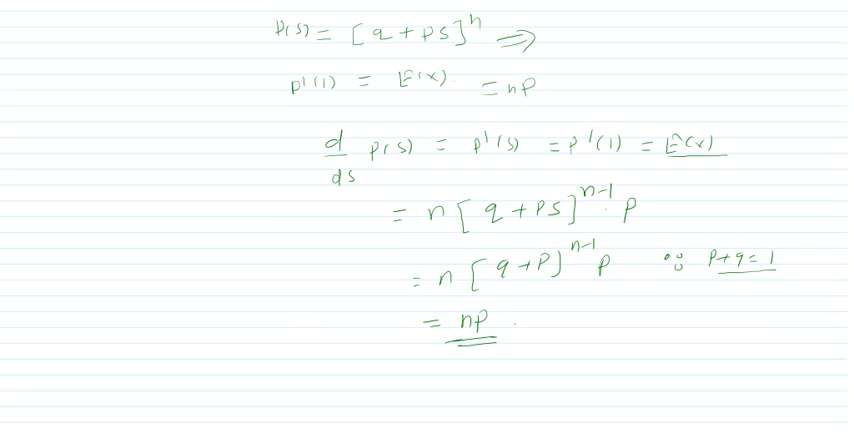 P(s) = [q + ps]^n ⇒
P'(1) = E(x). = np
d/ds P(s) = P'(s) = P'(1) = E(x)
= n [q + ps]^{n-1} . p
= n [q + p]^{n-1} p ∵ p + q = 1
= np.